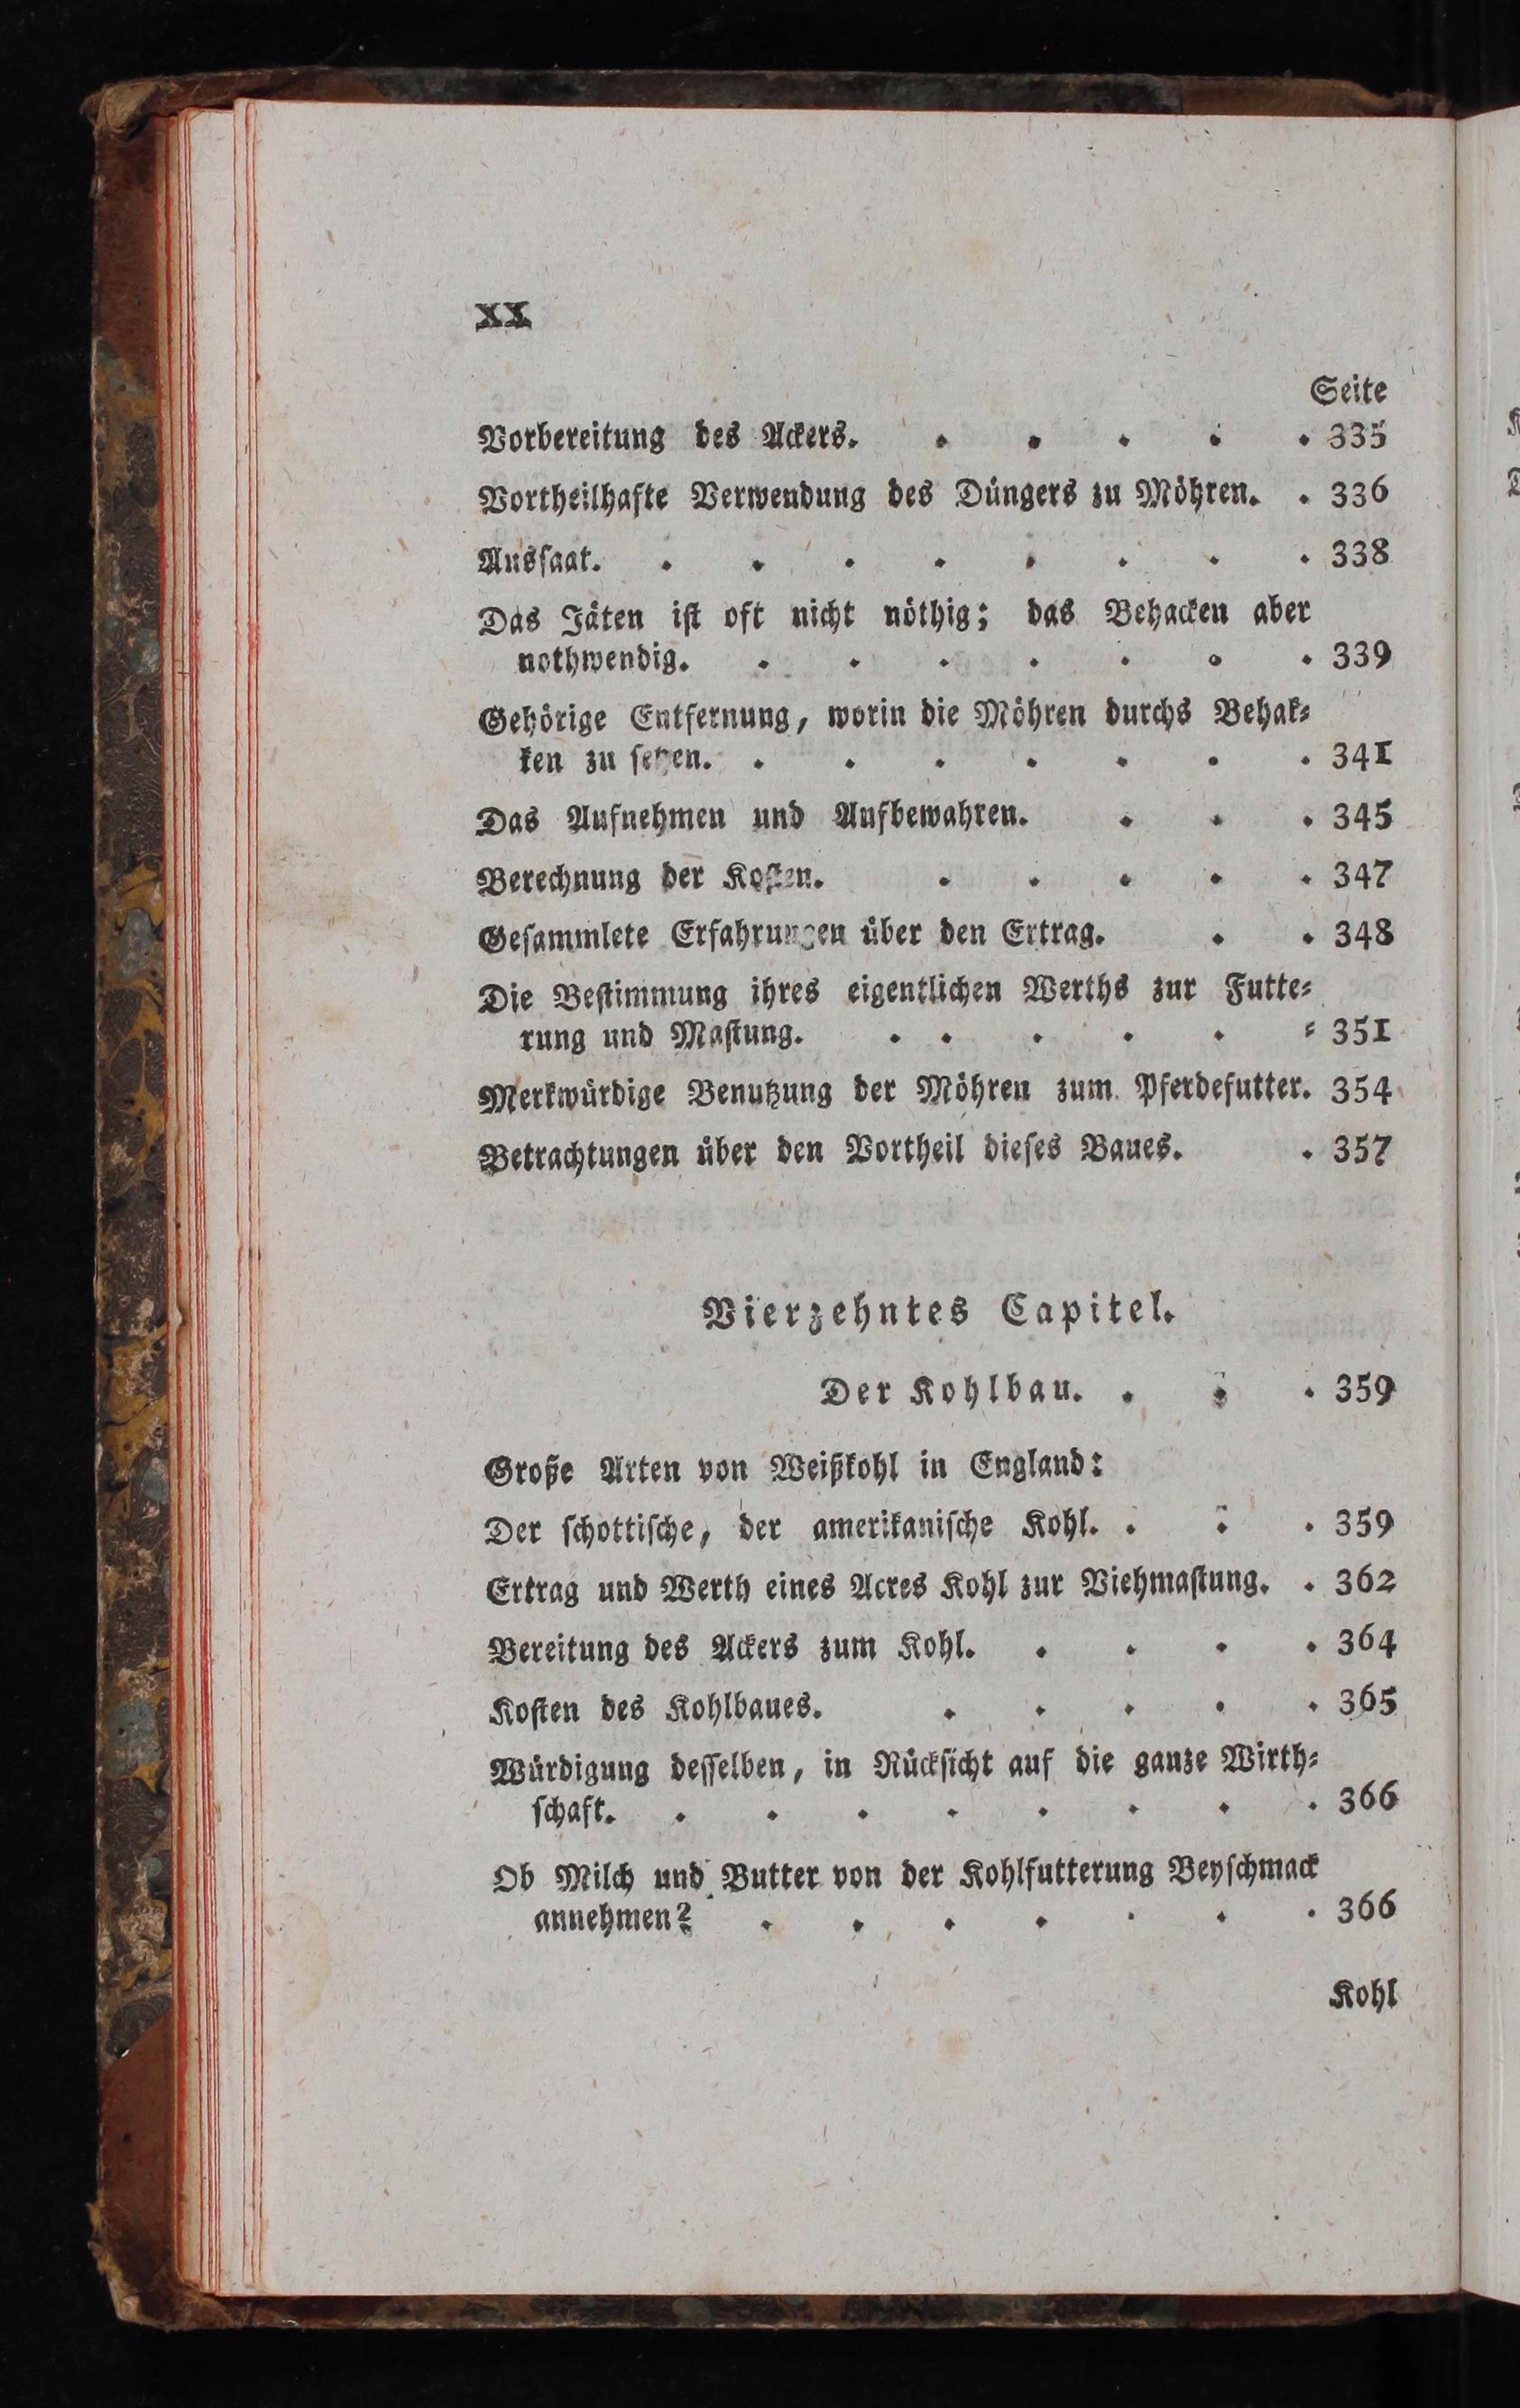 XX
Seite
Vorbereitung des Ackers. . . . . . 335
Vortheilhafte Verwendung des Düngers zu Möhren. . 336
Aussaat. . . . . . . . . 338
Das Jäten ist oft nicht nöthig; das Behacken aber
nothwendig. . . . . . . . 339
Gehörige Entfernung, worin die Möhren durchs Behak-
ken zu setzen. . . . . . . . 341
Das Aufnehmen und Aufbewahren. . . . 345
Berechnung der Kosten. . . . . . 347
Gesammlete Erfahrungen über den Ertrag. . . 348
Die Bestimmung ihres eigentlichen Werths zur Futte-
rung und Mastung. . . . . . . 351
Merkwürdige Benutzung der Möhren zum Pferdefutter. 354
Betrachtungen über den Vortheil dieses Baues. . 357
Vierzehntes Capitel.
Der Kohlbau. . . . 359
Große Arten von Weißkohl in England:
Der schottische, der amerikanische Kohl. . . . 359
Ertrag und Werth eines Acres Kohl zur Viehmastung. . 362
Bereitung des Ackers zum Kohl. . . . . 364
Kosten des Kohlbaues. . . . . . 365
Würdigung desselben, in Rücksicht auf die ganze Wirth-
schaft. . . . . . . . . 366
Ob Milch und Butter von der Kohlfutterung Beyschmack
annehmen? . . . . . . . 366
Kohl